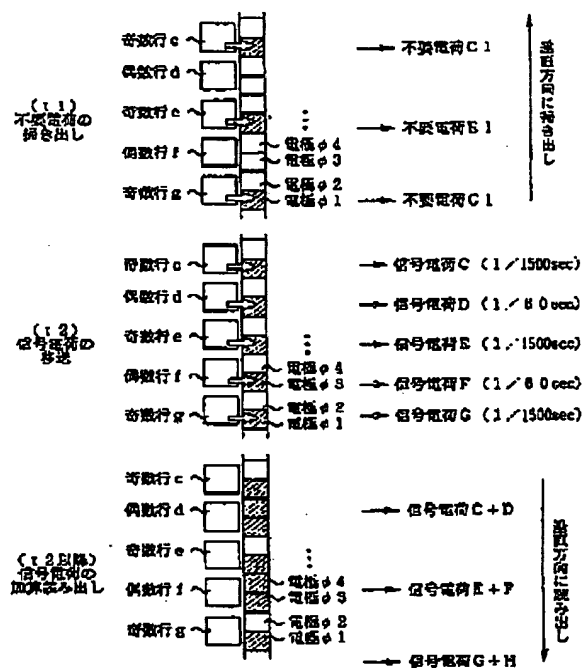 奇数行c
偶数行d
奇数行e
偶数行f
奇数行g
(t1)
不要電荷の
掃き出し
電極φ4
電極φ3
電極φ2
電極φ1
不要電荷C1
不要電荷E1
不要電荷C1
垂直方向に掃き出し
奇数行c
偶数行d
奇数行e
偶数行f
奇数行g
(t2)
信号電荷の
移送
電極φ4
電極φ3
電極φ2
電極φ1
信号電荷C (1/1500sec)
信号電荷D (1/60sec)
信号電荷E (1/1500sec)
信号電荷F (1/60sec)
信号電荷G (1/1500sec)
奇数行c
偶数行d
奇数行e
偶数行f
奇数行g
(t2以降)
信号電荷の
加算読み出し
電極φ4
電極φ3
電極φ2
電極φ1
信号電荷C+D
信号電荷E+F
信号電荷G+H
垂直方向に読み出し